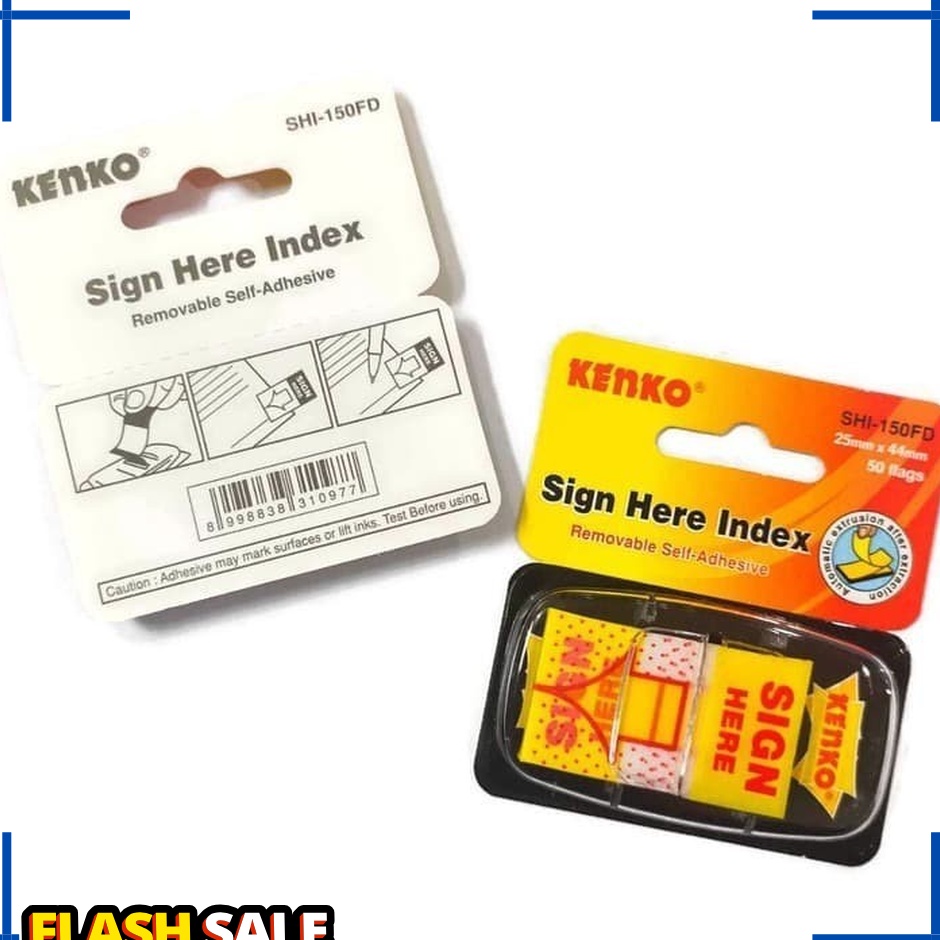 SHI-150FD
KENKO®
Sign Here Index
Removable Self-Adhesive
SIGN
HERE
SIGN
HERE
8 998838 310977
Caution : Adhesive may mark surfaces or lift inks. Test Before using.
KENKO®
SHI-150FD
25mm x 44mm
50 flags
Sign Here Index
Removable Self-Adhesive
Automatic extrusion after extraction
SIGN
HERE
SIGN
HERE
KENKO®
FLASH SALE